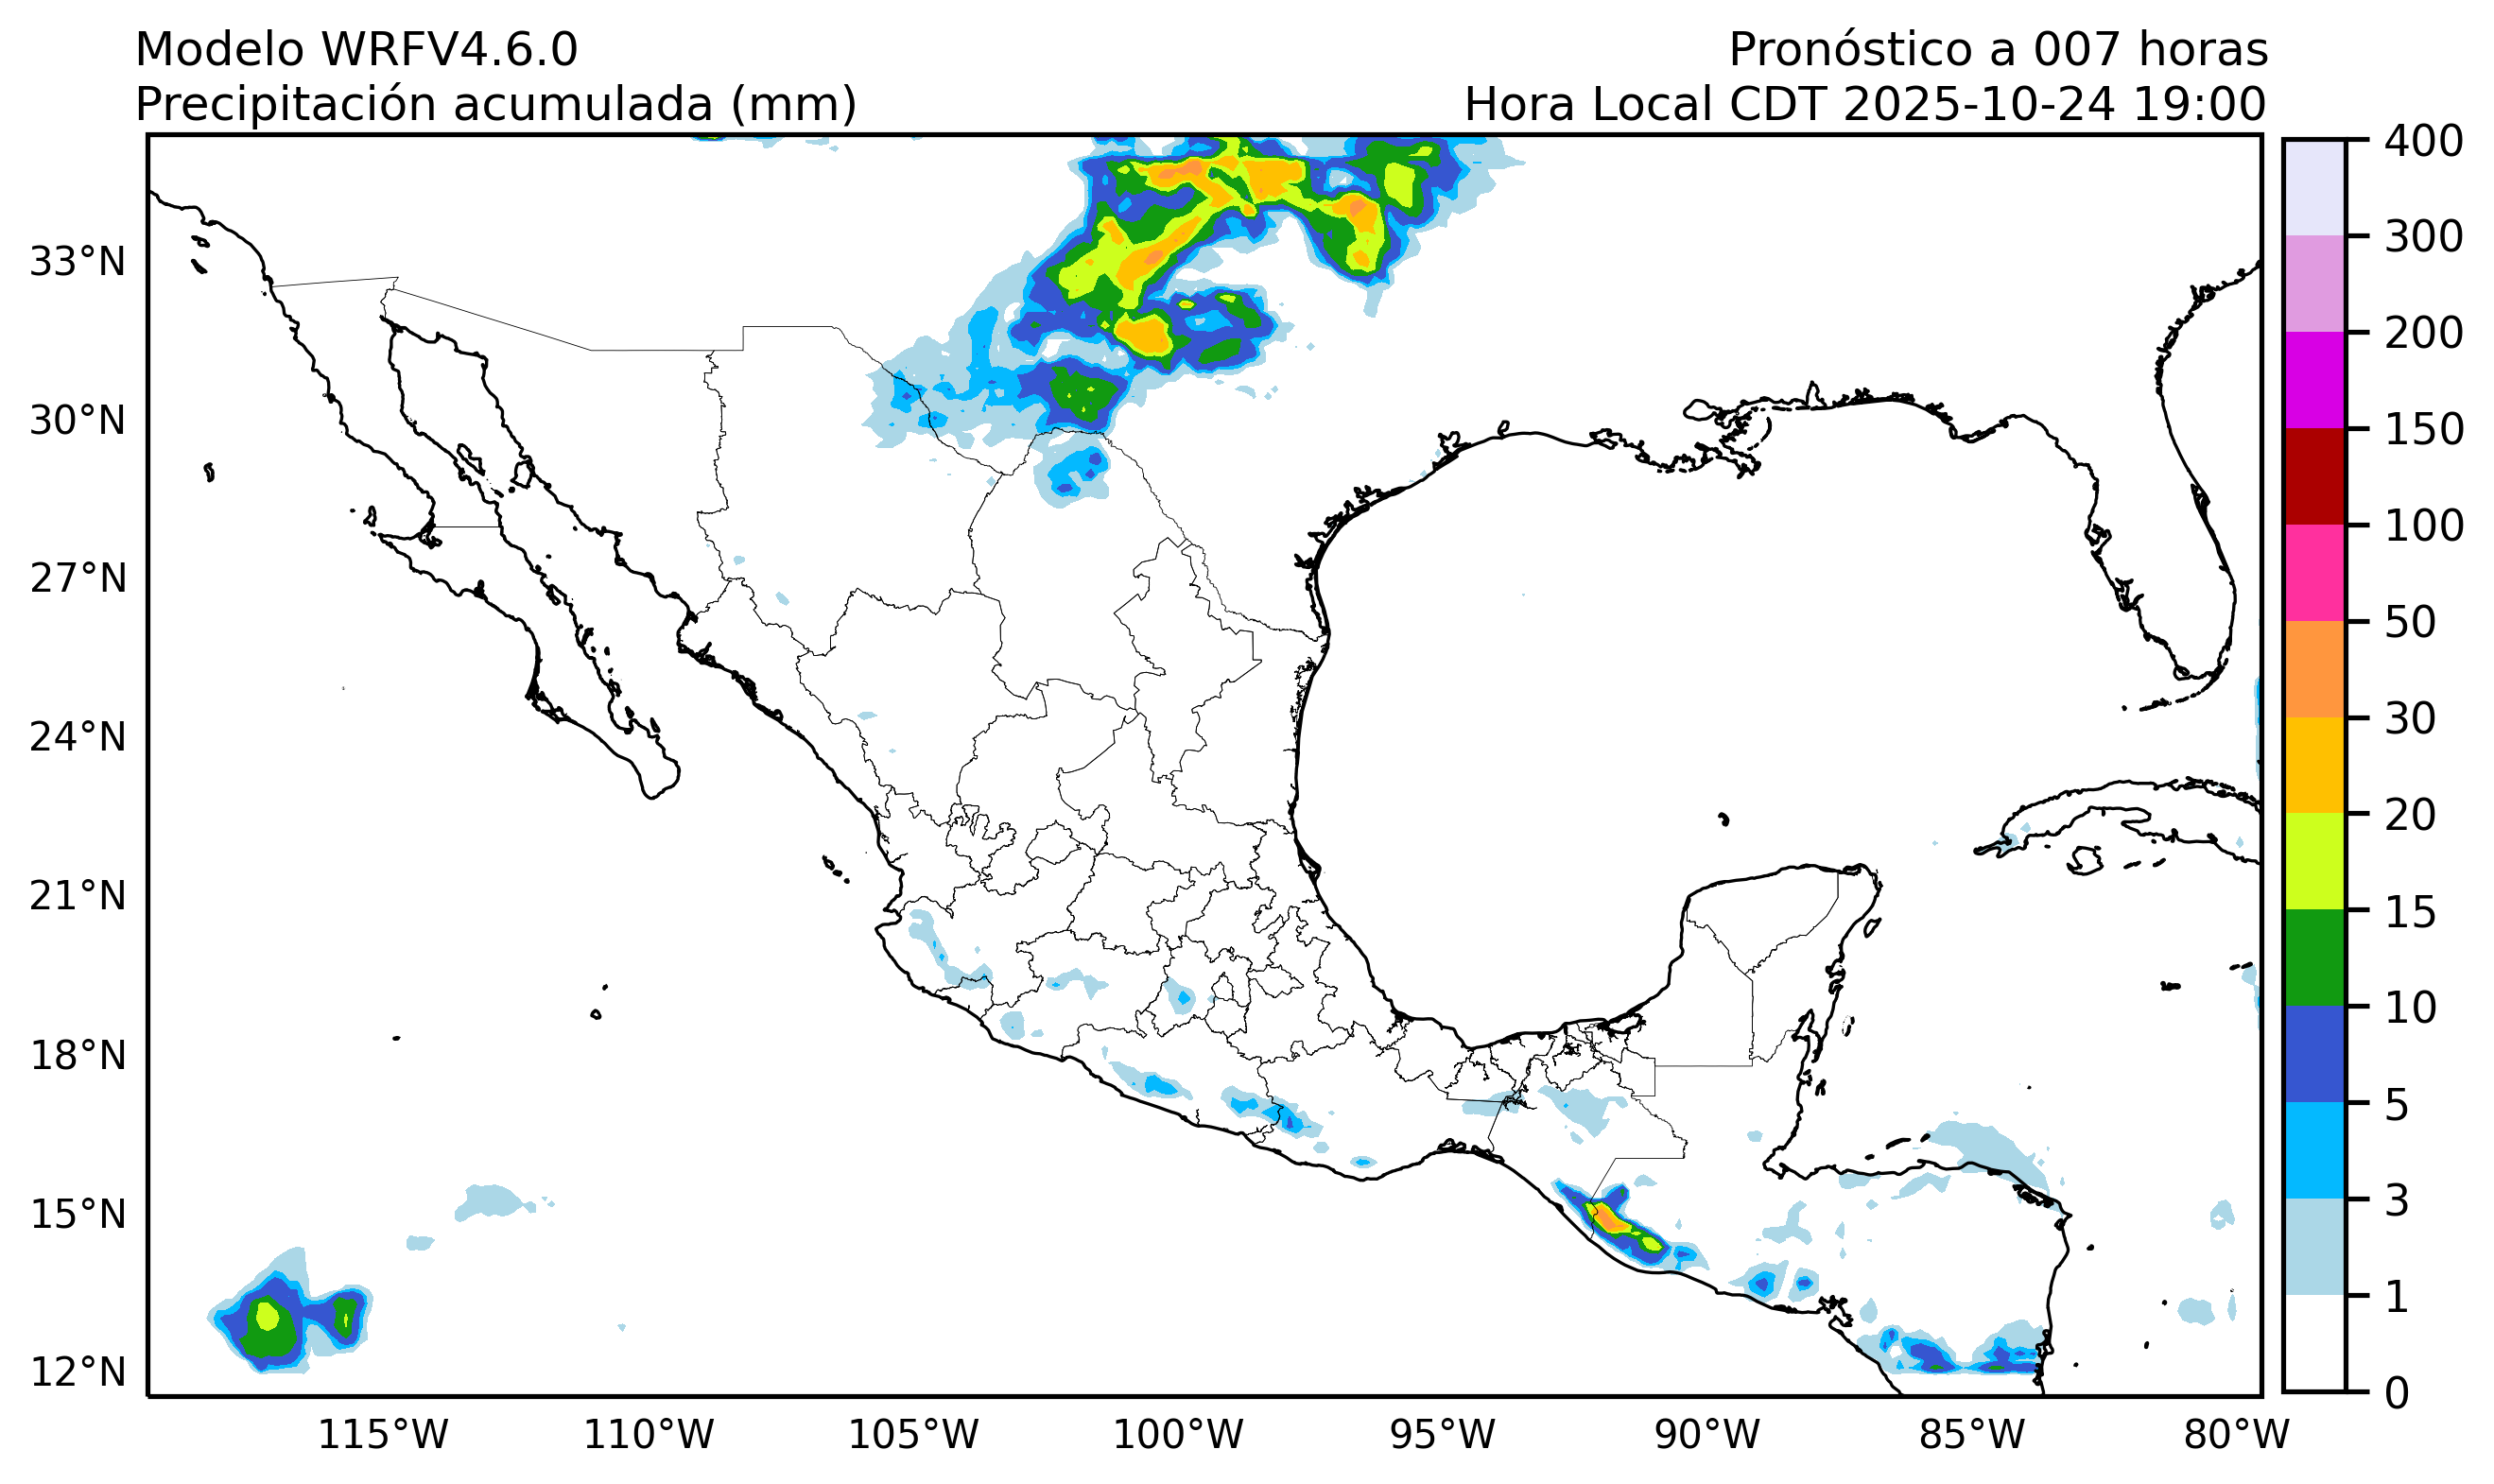 Modelo WRFV4.6.0
Pronóstico a 007 horas
Precipitación acumulada (mm)
Hora Local CDT 2025-10-24 19:00
33°N
30°N
27°N
24°N
21°N
18°N
15°N
12°N
115°W
110°W
105°W
100°W
95°W
90°W
85°W
80°W
400
300
200
150
100
50
30
20
15
10
5
3
1
0